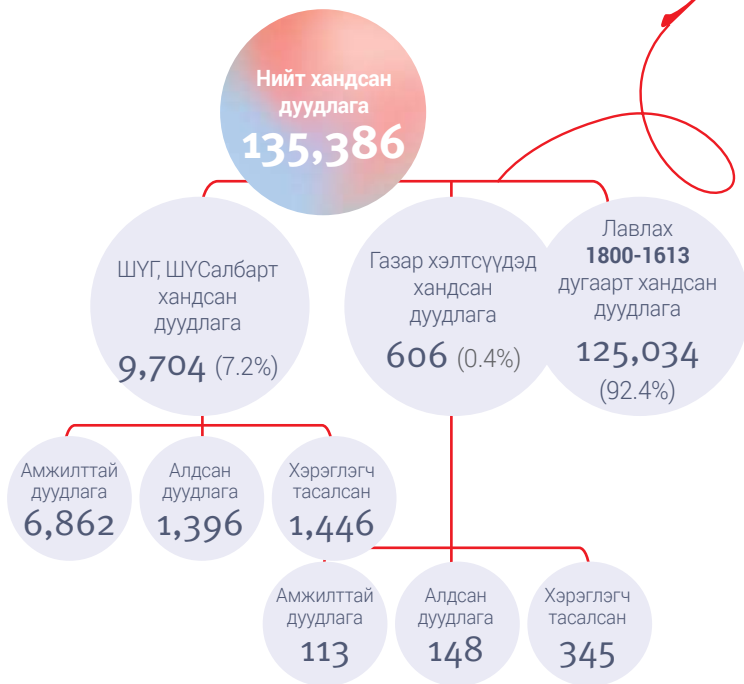 Нийт хандсан
дуудлага
135,386
ШҮГ, ШҮСалбарт
хандсан
дуудлага
9,704 (7.2%)
Газар хэлтсүүдэд
хандсан
дуудлага
606 (0.4%)
Лавлах
1800-1613
дугаарт хандсан
дуудлага
125,034
(92.4%)
Амжилттай
дуудлага
6,862
Алдсан
дуудлага
1,396
Хэрэглэгч
тасалсан
1,446
Амжилттай
дуудлага
113
Алдсан
дуудлага
148
Хэрэглэгч
тасалсан
345